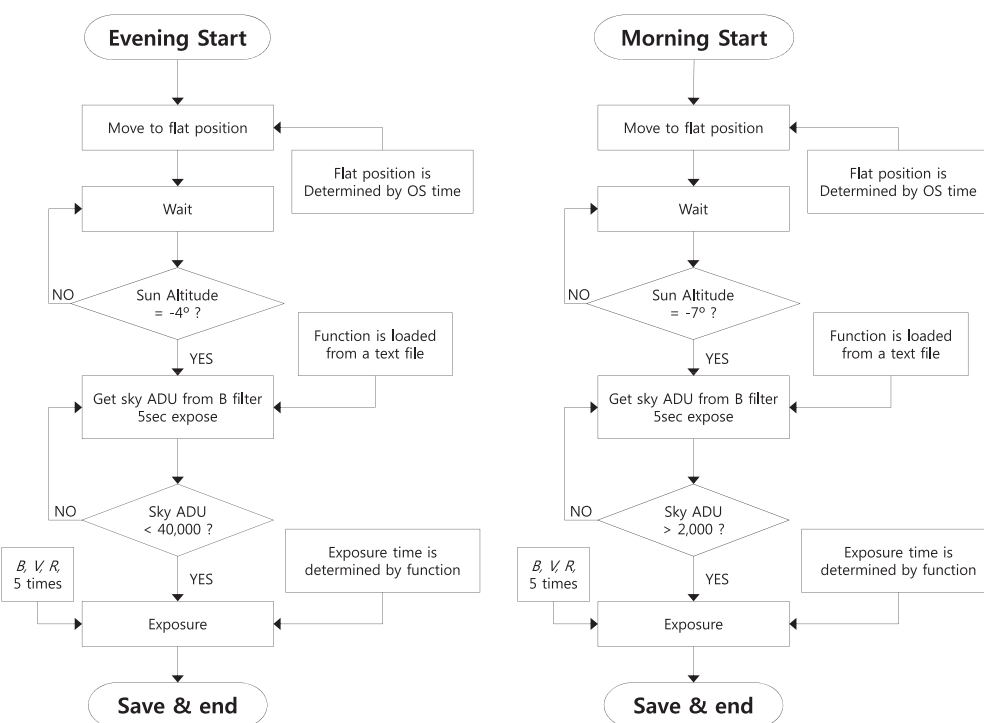 Evening Start
Move to flat position
Flat position is
Determined by OS time
Wait
NO
Sun Altitude
= -4º ?
Function is loaded
from a text file
YES
Get sky ADU from B filter
5sec expose
NO
Sky ADU
< 40,000 ?
B, V, R,
5 times
Exposure time is
determined by function
YES
Exposure
Save & end
Morning Start
Move to flat position
Flat position is
Determined by OS time
Wait
NO
Sun Altitude
= -7º ?
Function is loaded
from a text file
YES
Get sky ADU from B filter
5sec expose
NO
Sky ADU
> 2,000 ?
B, V, R,
5 times
Exposure time is
determined by function
YES
Exposure
Save & end